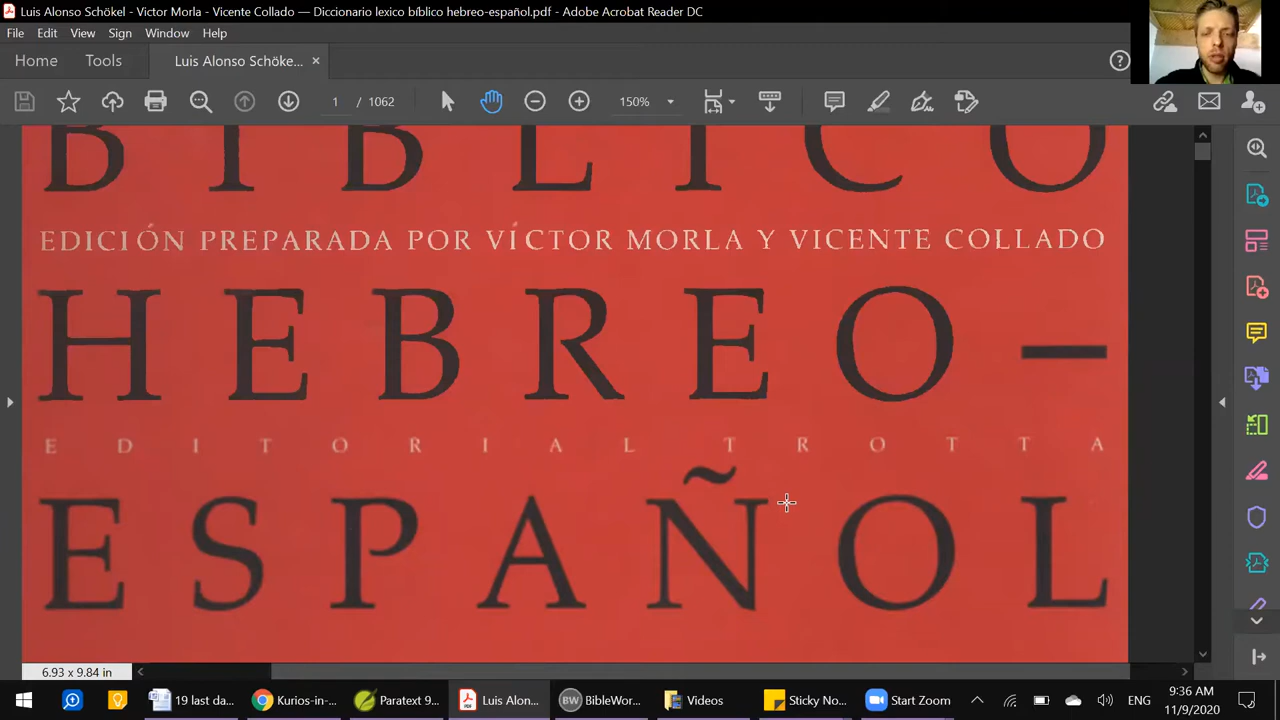 Luis Alonso Schökel - Victor Morla - Vicente Collado — Diccionario lexico bíblico hebreo-español.pdf - Adobe Acrobat Reader DC
File Edit View Sign Window Help
Home Tools Luis Alonso Schöke... ×
1 / 1062 150%
BÍBLICO
EDICIÓN PREPARADA POR VÍCTOR MORLA Y VICENTE COLLADO
HEBREO–
EDITORIAL TROTTA
ESPAÑOL
6.93 x 9.84 in
19 last da... Kurios-in-... Paratext 9... Luis Alon... BibleWor... Videos Sticky No... Start Zoom ENG 9:36 AM
11/9/2020